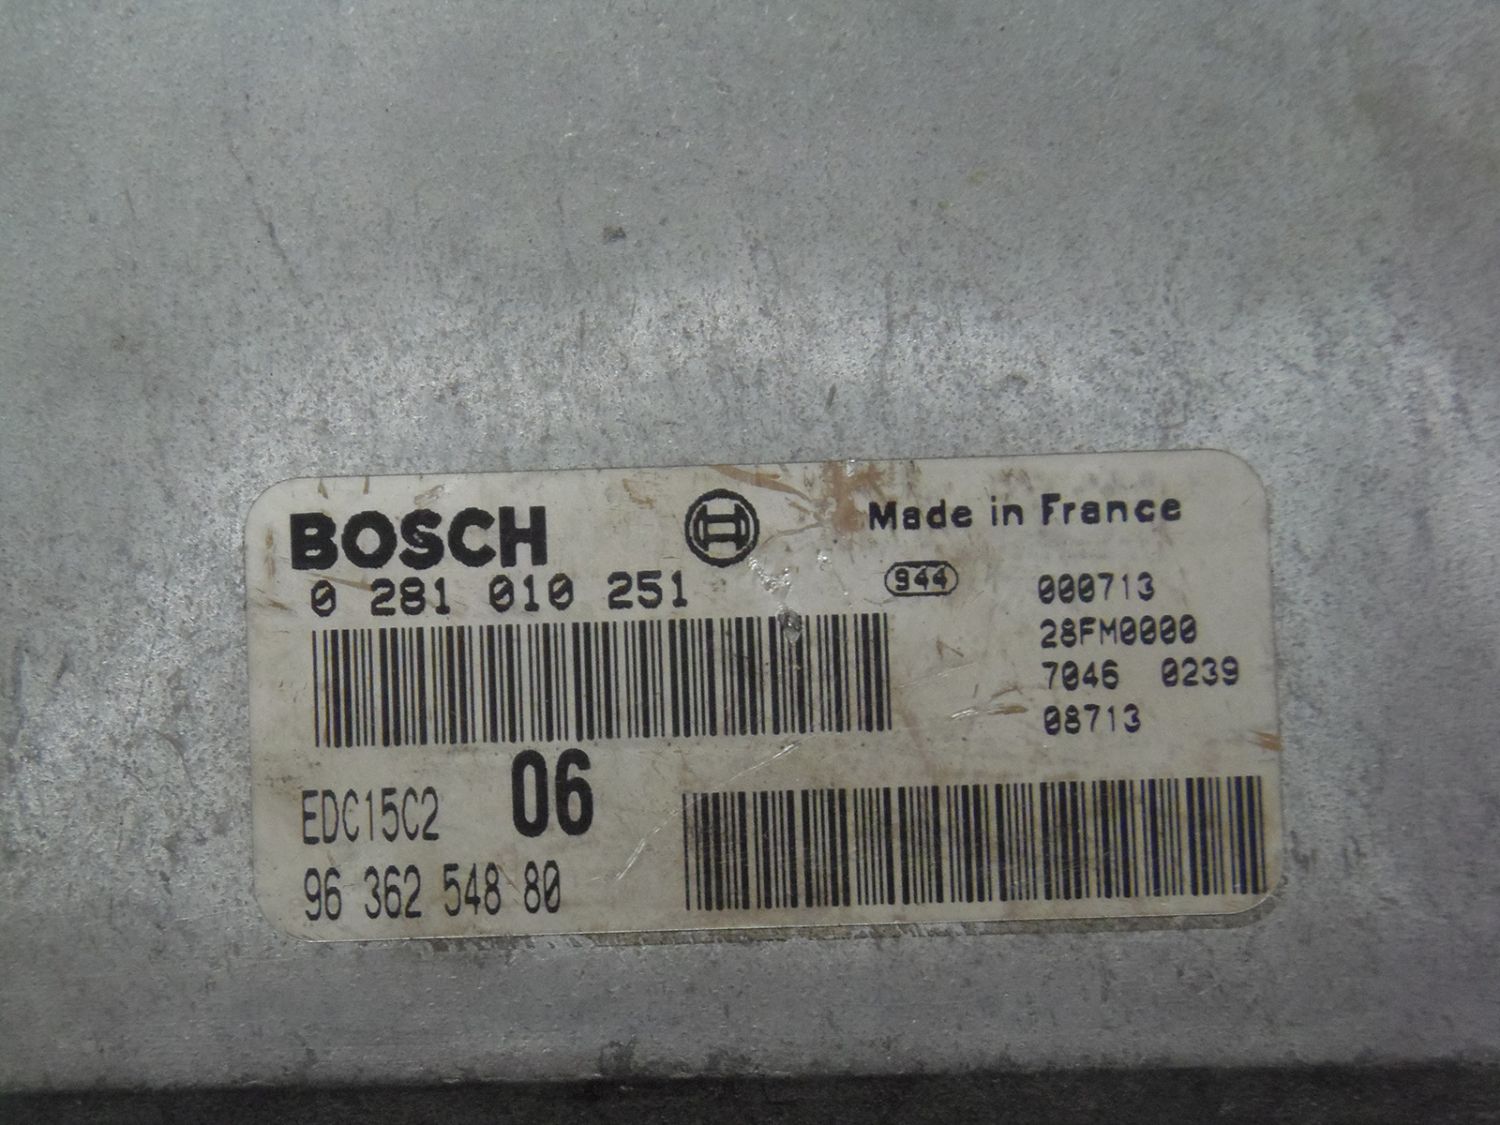 BOSCH
Made in France
0 281 010 251
944
000713
28FM0000
7046 0239
08713
EDC15C2
06
96 362 548 80